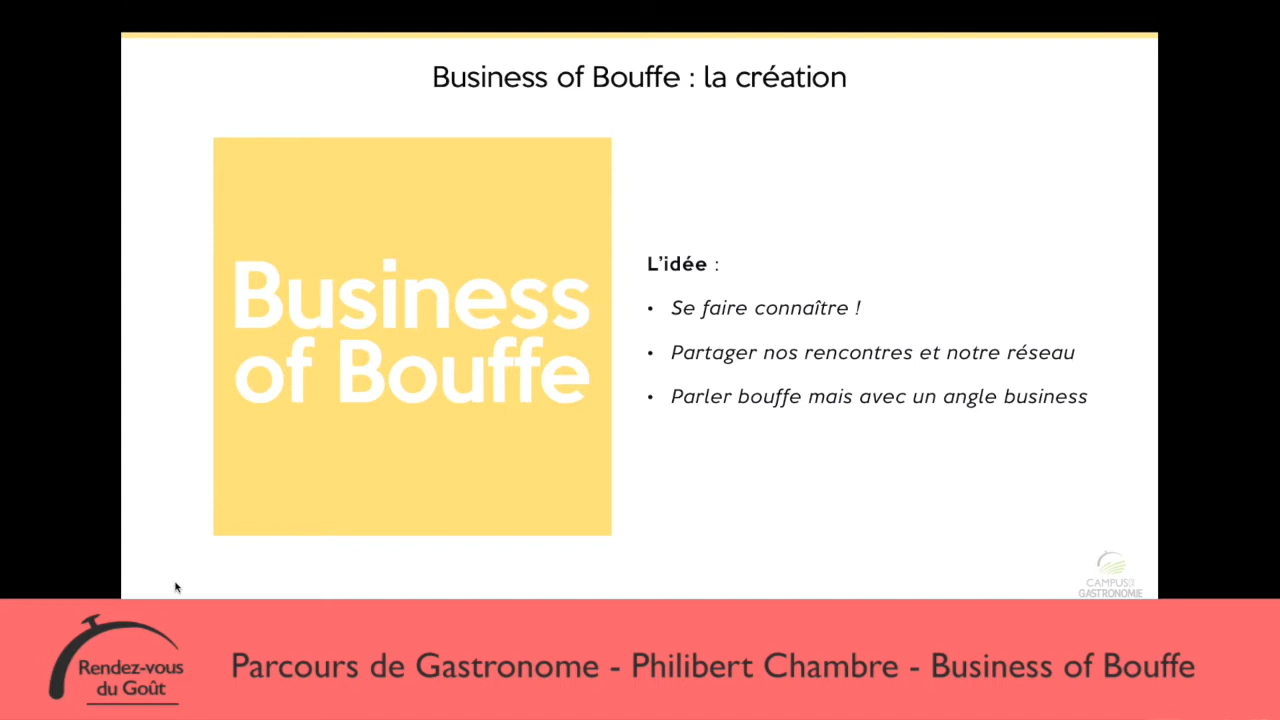 Business of Bouffe : la création
Business
of Bouffe
L'idée :
• Se faire connaître !
• Partager nos rencontres et notre réseau
• Parler bouffe mais avec un angle business
CAMPUS
GASTRONOMIE
Rendez-vous
du Goût
Parcours de Gastronome - Philibert Chambre - Business of Bouffe